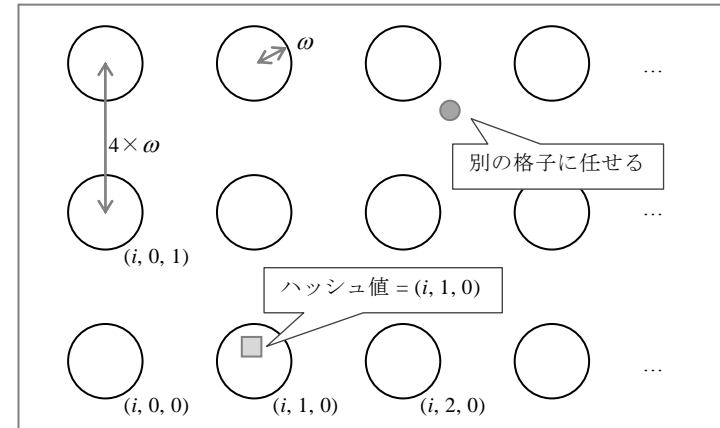 ω
…
4×ω
別の格子に任せる
…
(i, 0, 1)
ハッシュ値 = (i, 1, 0)
…
(i, 0, 0)
(i, 1, 0)
(i, 2, 0)